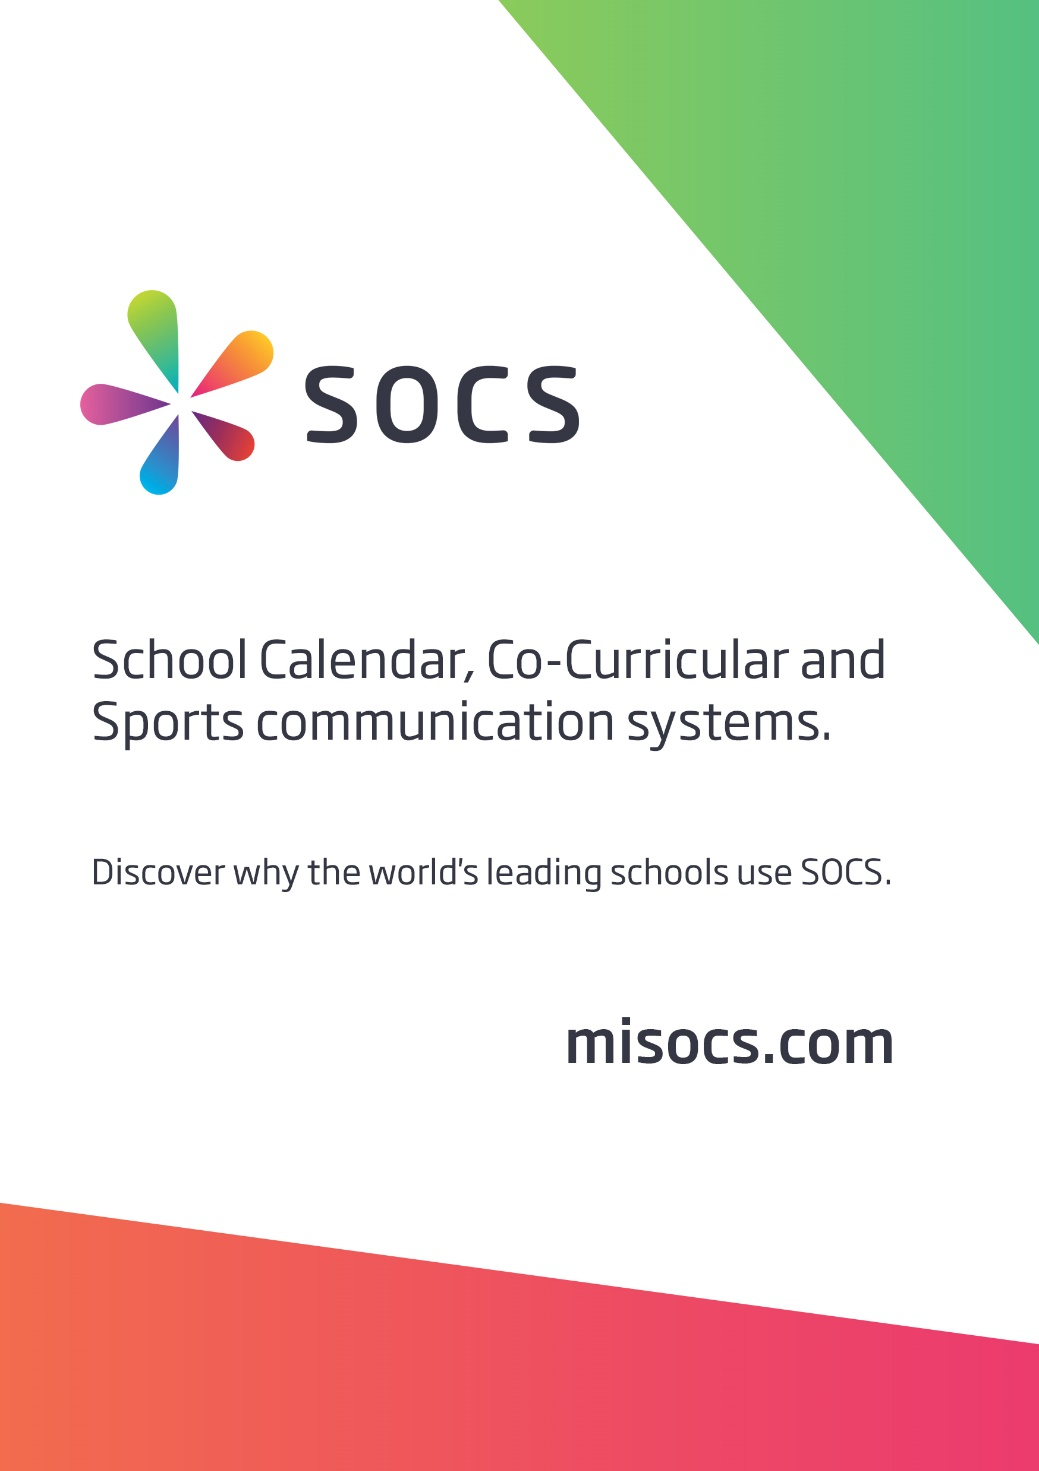 socs
School Calendar, Co-Curricular and
Sports communication systems.
Discover why the world's leading schools use SOCS.
misocs.com